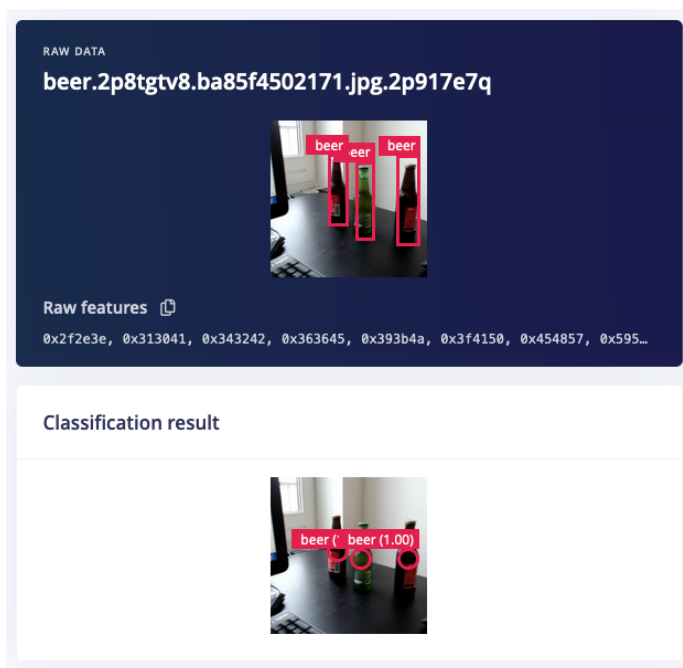 RAW DATA
beer.2p8tgtv8.ba85f4502171.jpg.2p917e7q
beer
beer
Raw features
0x2f2e3e, 0x313041, 0x343242, 0x363645, 0x393b4a, 0x3f4150, 0x454857, 0x595…
Classification result
beer (
beer (1.00)